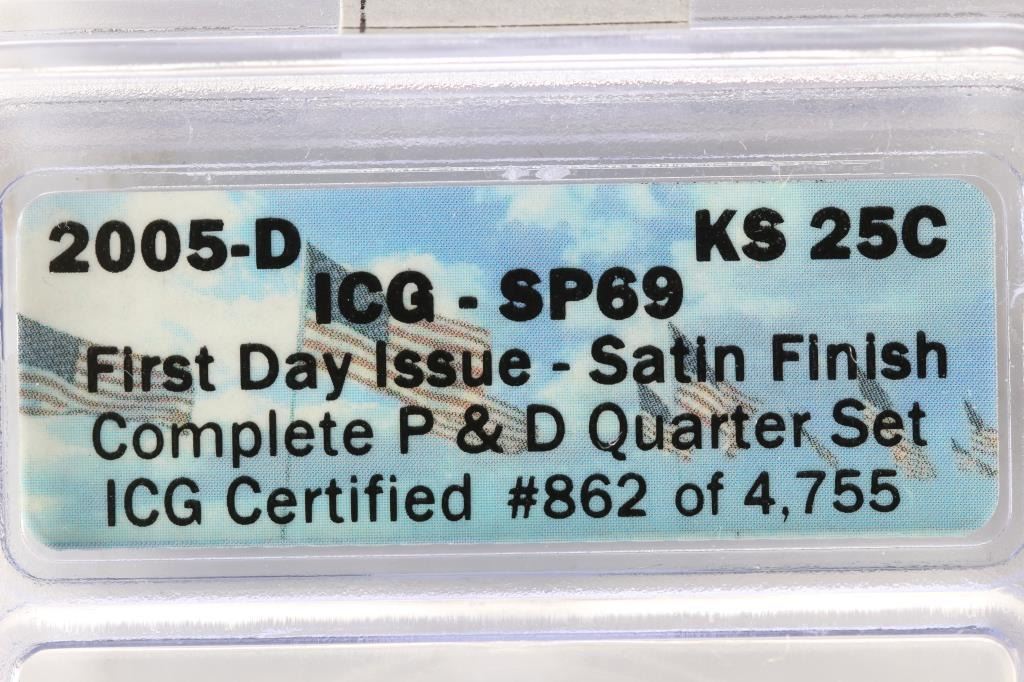 2005-D KS 25C
ICG - SP69
First Day Issue - Satin Finish
Complete P & D Quarter Set
ICG Certified #862 of 4,755